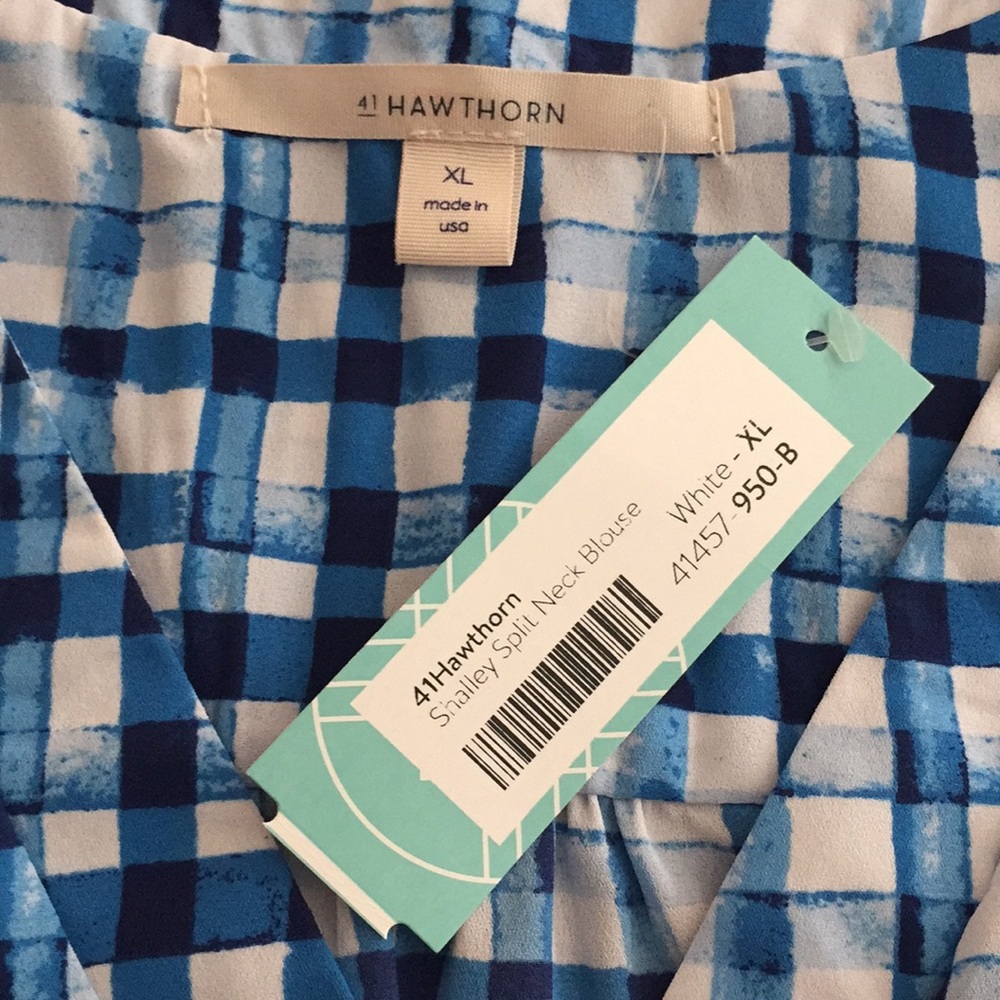 41 HAWTHORN
XL
made in
usa
41Hawthorn
Shalley Split Neck Blouse
White - XL
41457-950-B